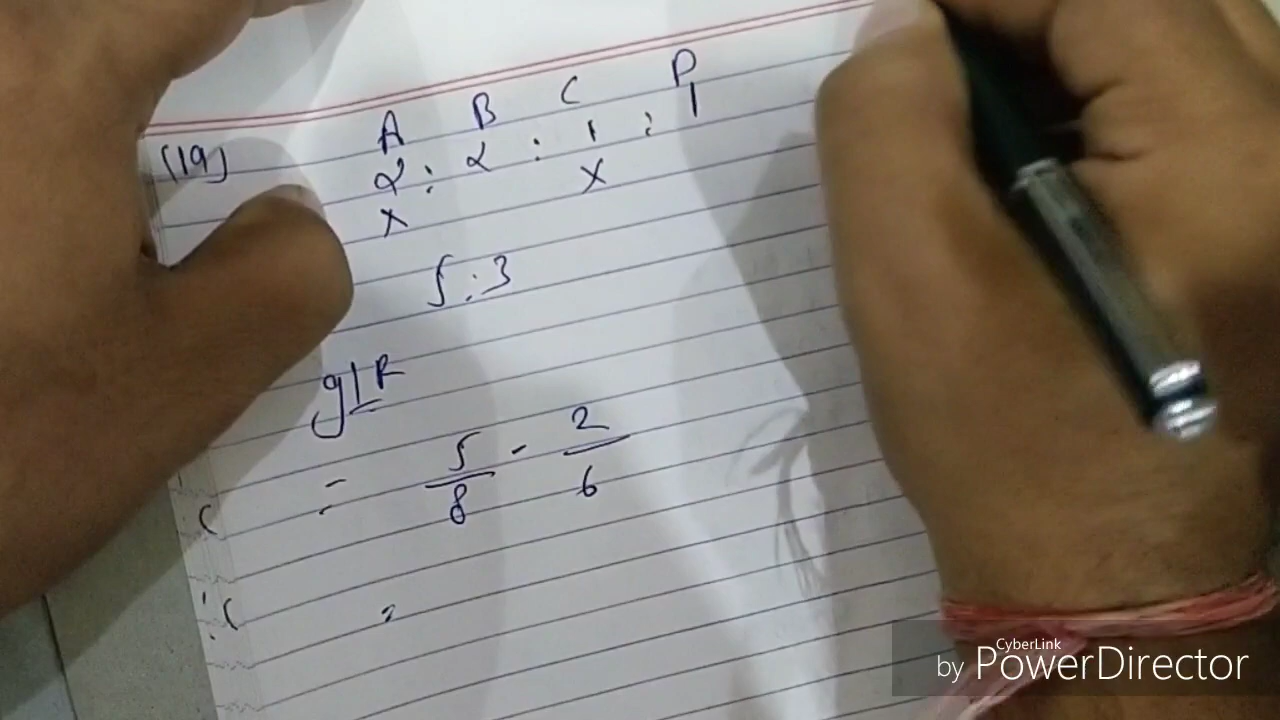 A B C D
(19) 2 : 2 : 1 : 1
x x
5:3
g/R
= 5/8 - 2/6
=
CyberLink
by PowerDirector